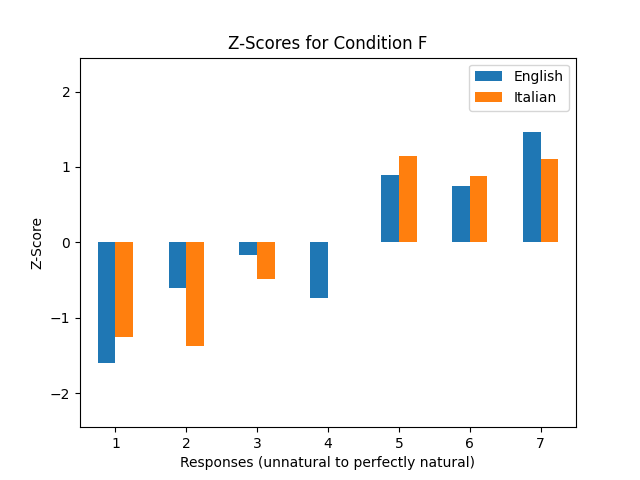 Z-Scores for Condition F
English
Italian
2
1
0
−1
−2
Z-Score
1 2 3 4 5 6 7
Responses (unnatural to perfectly natural)